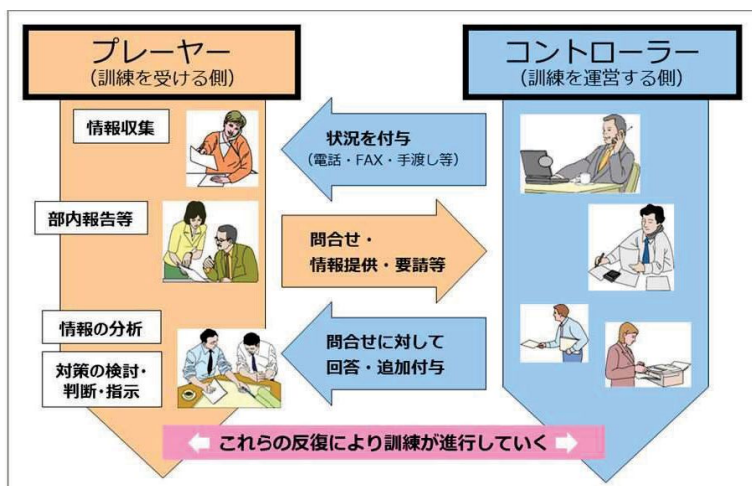 プレーヤー
（訓練を受ける側）
コントローラー
（訓練を運営する側）
情報収集
状況を付与
（電話・FAX・手渡し等）
部内報告等
問合せ・
情報提供・要請等
情報の分析
対策の検討・
判断・指示
問合せに対して
回答・追加付与
これらの反復により訓練が進行していく